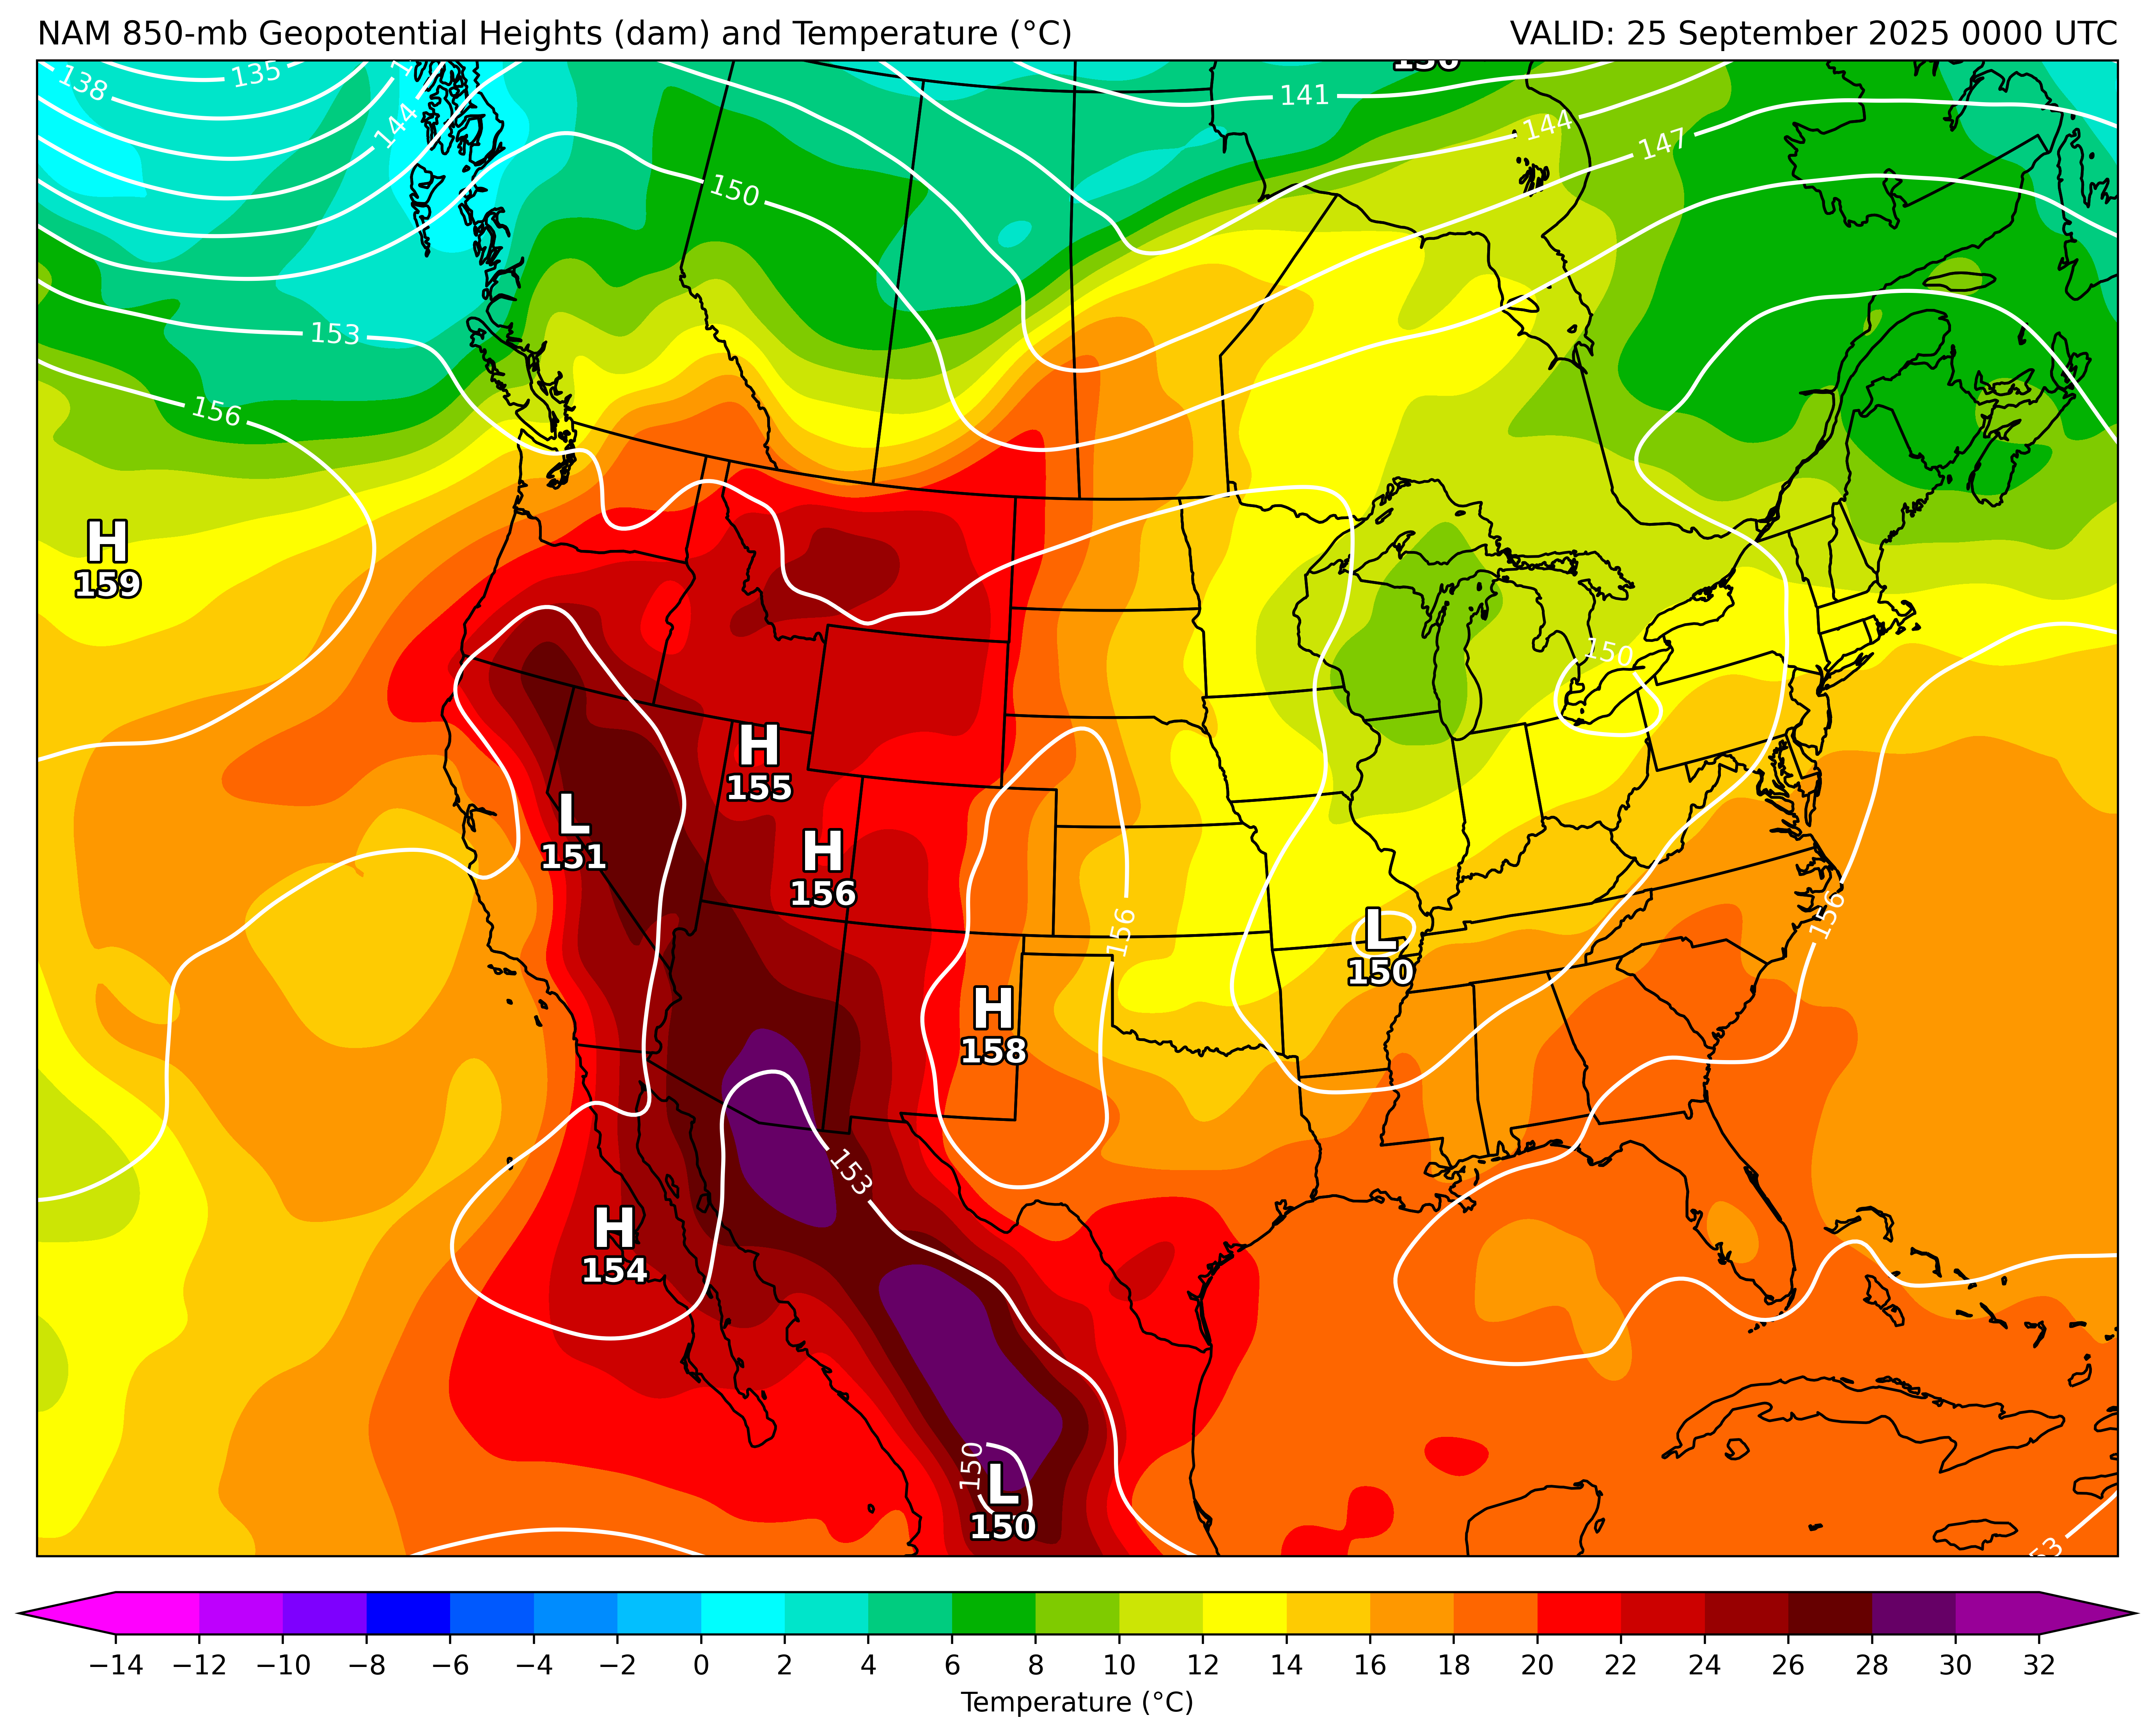 NAM 850-mb Geopotential Heights (dam) and Temperature (°C)
VALID: 25 September 2025 0000 UTC
138
135
144
141
144
147
150
153
156
H
159
150
H
155
L
151
H
156
156
156
L
150
H
158
153
H
154
150
L
150
−14 −12 −10 −8 −6 −4 −2 0 2 4 6 8 10 12 14 16 18 20 22 24 26 28 30 32
Temperature (°C)